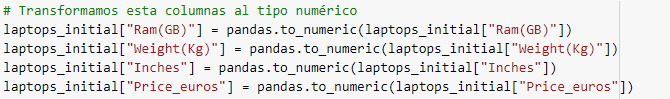 # Transformamos esta columnas al tipo numérico
laptops_initial["Ram(GB)"] = pandas.to_numeric(laptops_initial["Ram(GB)"])
laptops_initial["Weight(Kg)"] = pandas.to_numeric(laptops_initial["Weight(Kg)"])
laptops_initial["Inches"] = pandas.to_numeric(laptops_initial["Inches"])
laptops_initial["Price_euros"] = pandas.to_numeric(laptops_initial["Price_euros"])